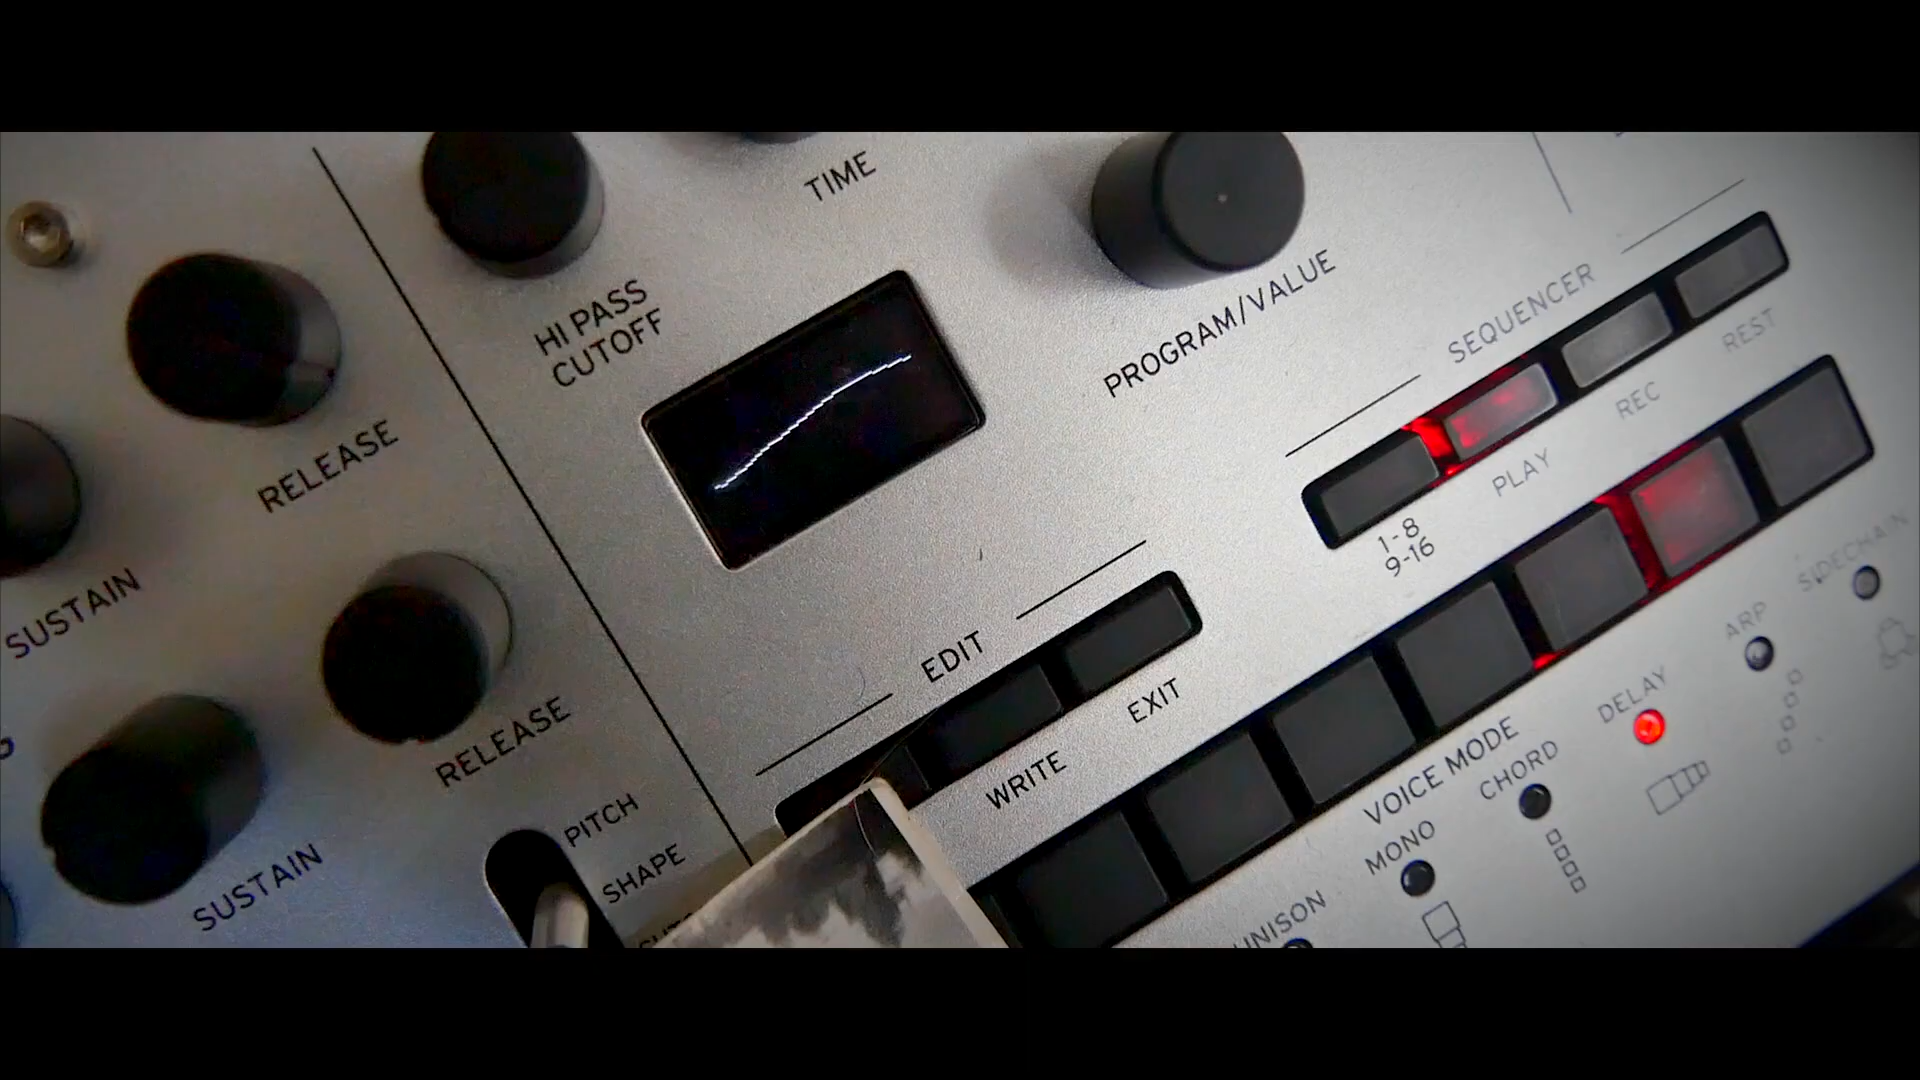 TIME
HI PASS
CUTOFF
PROGRAM/VALUE
SEQUENCER
REST
REC
PLAY
1-8
9-16
RELEASE
SUSTAIN
RELEASE
SUSTAIN
EDIT
EXIT
WRITE
PITCH
SHAPE
VOICE MODE
SIDECHAIN
ARP
DELAY
CHORD
MONO
UNISON